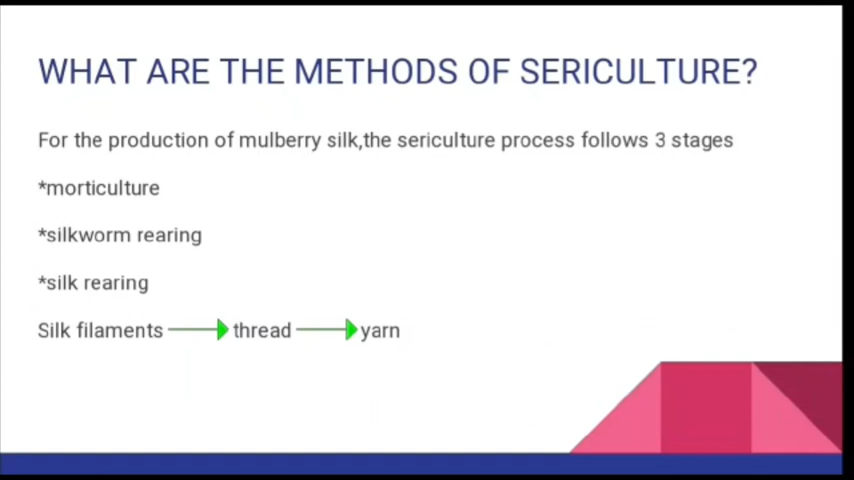 WHAT ARE THE METHODS OF SERICULTURE?
For the production of mulberry silk,the sericulture process follows 3 stages
*morticulture
*silkworm rearing
*silk rearing
Silk filaments thread yarn